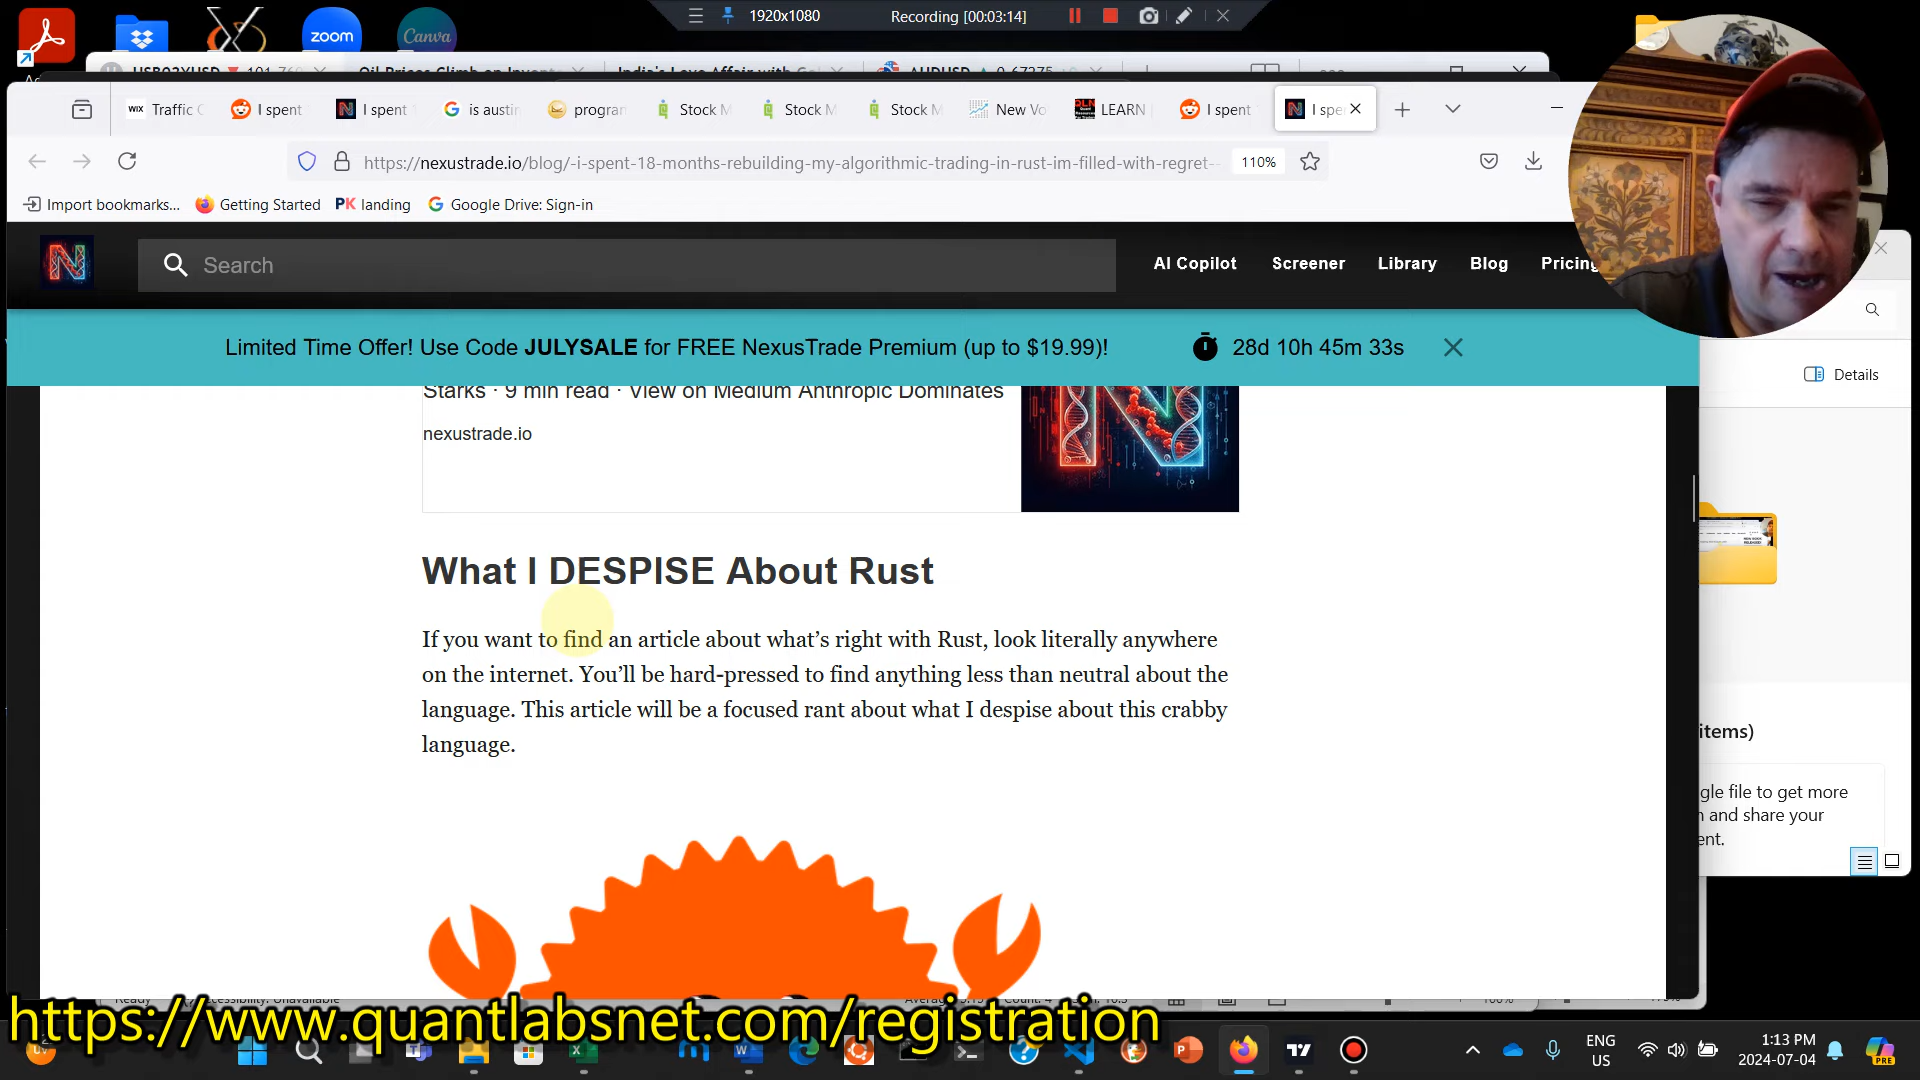 zoom
Canva
1920x1080
Recording [00:03:14]
WIX Traffic
I spent
I spent
is austin
program
Stock M
Stock M
Stock M
New Vo
QLN LEARN
I spent
I spe
https://nexustrade.io/blog/-i-spent-18-months-rebuilding-my-algorithmic-trading-in-rust-im-filled-with-regret-
110%
Import bookmarks...
Getting Started
PK landing
Google Drive: Sign-in
N
Search
AI Copilot
Screener
Library
Blog
Pricing
Limited Time Offer! Use Code JULYSALE for FREE NexusTrade Premium (up to $19.99)!
28d 10h 45m 33s
Details
Starks · 9 min read · View on Medium Anthropic Dominates
nexustrade.io
What I DESPISE About Rust
If you want to find an article about what’s right with Rust, look literally anywhere
on the internet. You’ll be hard-pressed to find anything less than neutral about the
language. This article will be a focused rant about what I despise about this crabby
language.
items)
gle file to get more
n and share your
ent.
https://www.quantlabsnet.com/registration
ENG
US
1:13 PM
2024-07-04
PRE